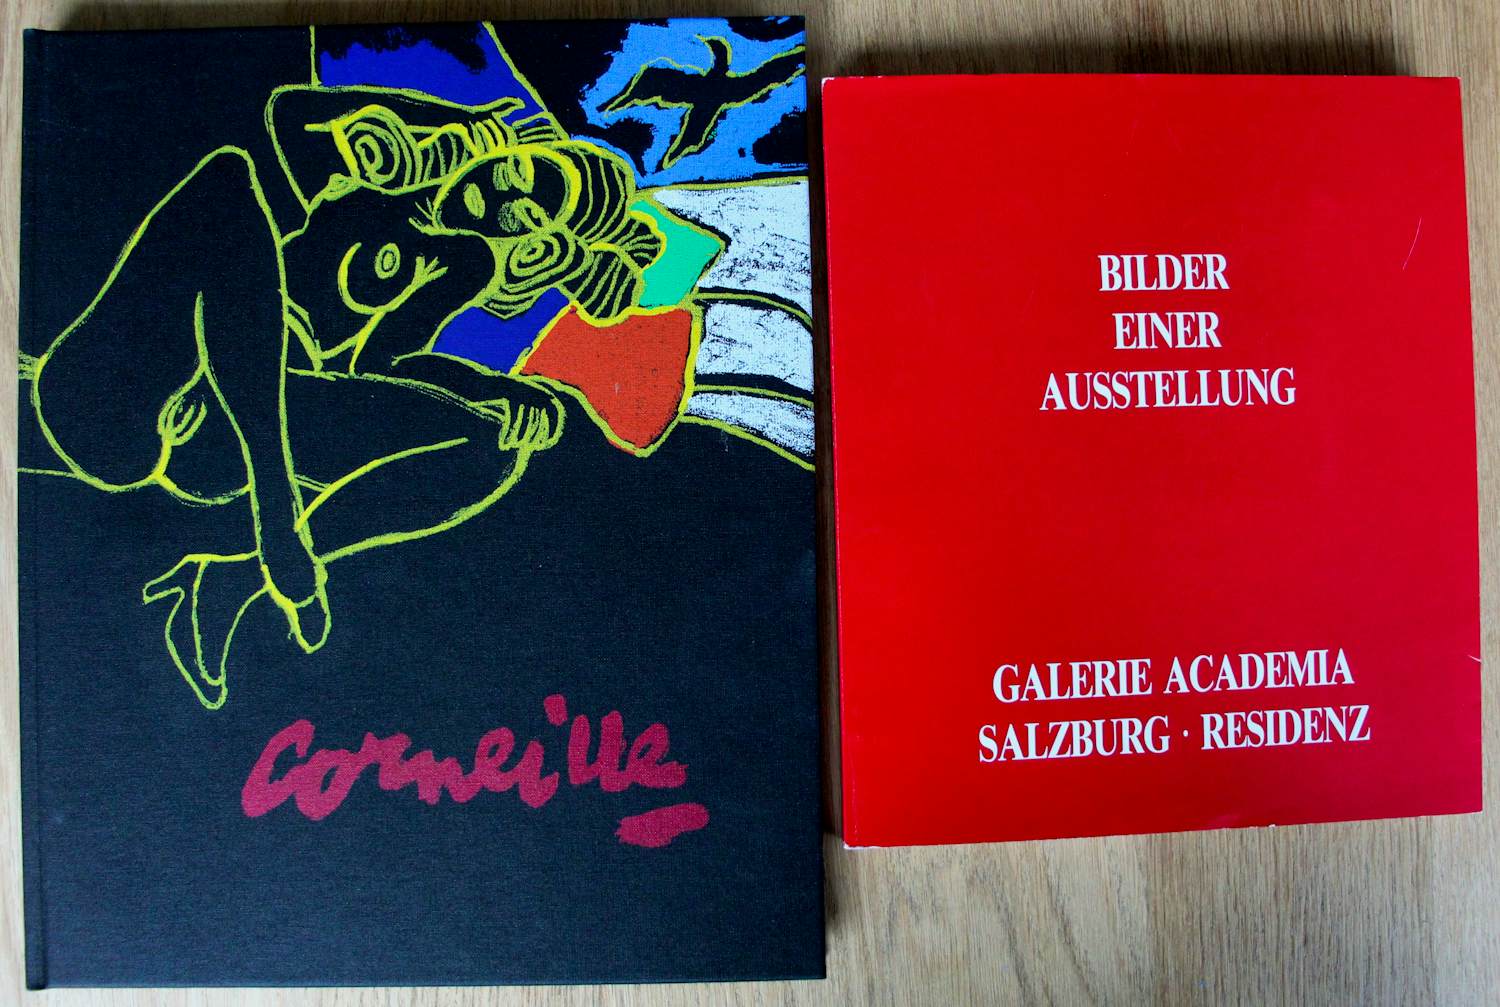 Corneille
BILDER
EINER
AUSSTELLUNG
GALERIE ACADEMIA
SALZBURG · RESIDENZ